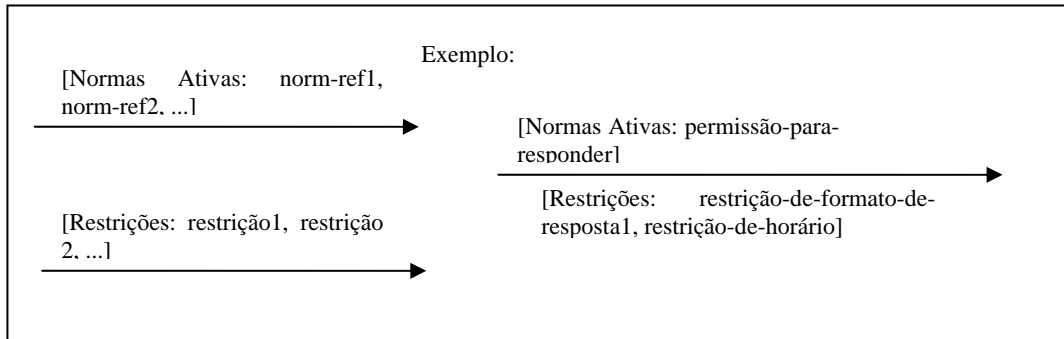 [Normas Ativas: norm-ref1,
norm-ref2, ...]
[Restrições: restrição1, restrição
2, ...]
Exemplo:
[Normas Ativas: permissão-para-
responder]
[Restrições: restrição-de-formato-de-
resposta1, restrição-de-horário]